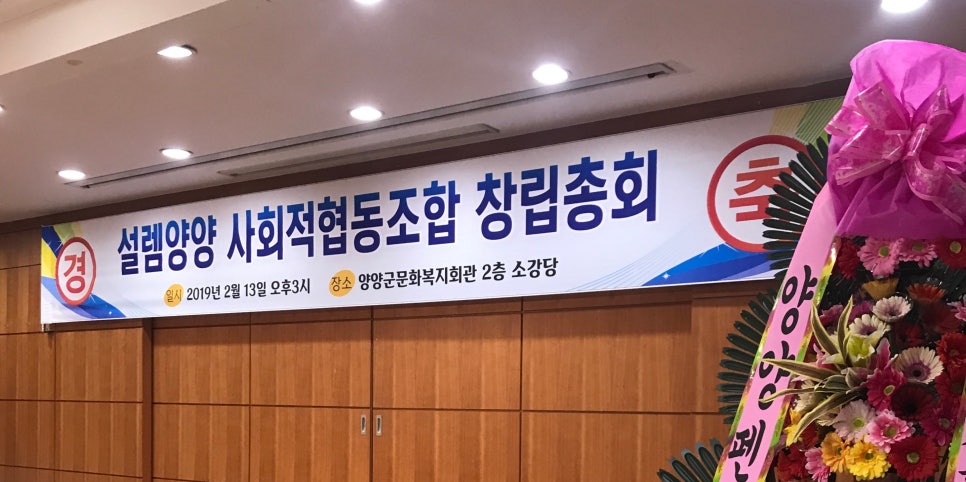 경 설렘양양 사회적협동조합 창립총회 축
일시 2019년 2월 13일 오후3시 장소 양양군문화복지회관 2층 소강당
양양펜